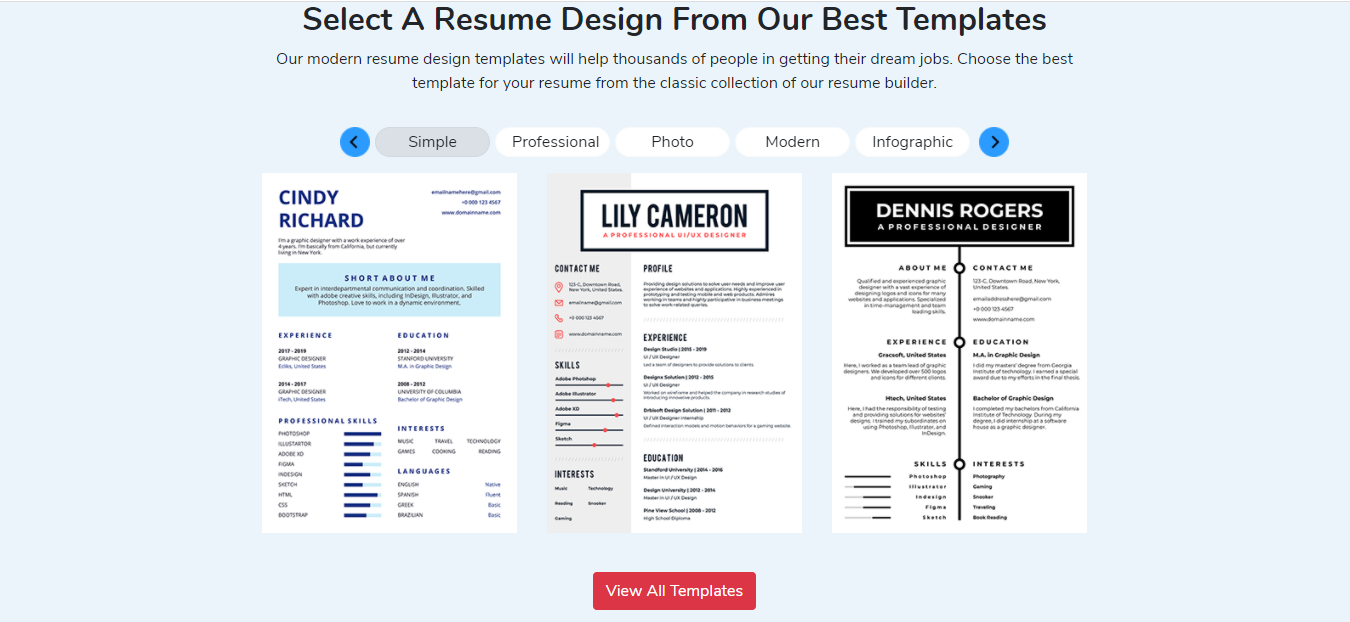 Select A Resume Design From Our Best Templates
Our modern resume design templates will help thousands of people in getting their dream jobs. Choose the best
template for your resume from the classic collection of our resume builder.
Simple
Professional
Photo
Modern
Infographic
CINDY
RICHARD
emailnamehere@gmail.com
+0 000 123 4567
www.domainname.com
I'm a graphic designer with a work experience of over
4 years. I'm basically from California, but currently
living in New York.
SHORT ABOUT ME
Expert in interdepartmental communication and coordination. Skilled
with adobe creative skills, including InDesign, Illustrator, and
Photoshop. Love to work in a dynamic environment.
EXPERIENCE
2017 - 2019
GRAPHIC DESIGNER
Ezilks, United States
2014 - 2017
GRAPHIC DESIGNER
iTech, United States
EDUCATION
2012 - 2014
STANFORD UNIVERSITY
M.A. in Graphic Design
2008 - 2012
UNIVERSITY OF COLUMBIA
Bachelor of Graphic Design
PROFESSIONAL SKILLS
PHOTOSHOP
ILLUSTARTOR
ADOBE XD
FIGMA
INDESIGN
SKETCH
HTML
CSS
BOOTSTRAP
INTERESTS
MUSIC TRAVEL TECHNOLOGY
GAMES COOKING READING
LANGUAGES
ENGLISH Native
SPANISH Fluent
GREEK Basic
BRAZILIAN Basic
LILY CAMERON
A PROFESSIONAL UI/UX DESIGNER
CONTACT ME
123-C, Downtown Road,
New York, United States.
emailname@gmail.com
+0 000 123 4567
www.domainname.com
SKILLS
Adobe Photohop
Adobe Illustrator
Adobe XD
Figma
Sketch
INTERESTS
Music Technology
Reading Snooker
Gaming
PROFILE
Providing design solutions to solve user needs and improve user
experience of websites and applications. Highly experienced in
prototyping and testing mobile and web products. Admires
working in teams and highly participative in business meetings
to solve work-related queries.
EXPERIENCE
Design Studio | 2015 - 2019
UI / UX Designer
Led a team of designers to provide solutions to clients.
Designx Solution | 2012 - 2015
UI / UX Designer
Worked on wireframe and helped the company in research studies of
introducing innovative products.
Orbisoft Design Solution | 2011 - 2012
UI / UX Designer Internship
Defined interaction models and motion behaviors for a gaming website.
EDUCATION
Standford University | 2014 - 2016
Master in UI / UX Design
Design University | 2012 - 2014
Master in UI / UX Design
Pine View School | 2008 - 2012
High School Diploma
DENNIS ROGERS
A PROFESSIONAL DESIGNER
ABOUT ME
Qualified and experienced graphic
designer with a vast experience of
designing logos and icons for many
websites and applications. Specialized
in time-management and team
leading skills.
CONTACT ME
123-C, Downtown Road, New York,
United States.
emailaddesshere@gmail.com
+0 000 123 4567
www.domainname.com
EXPERIENCE
Gracsoft, United States
Here, I worked as a team lead of graphic
designers. We developed over 500 logos
and icons for different clients.
Htech, United States
Here, I had the responsibility of testing
and providing solutions for websites'
designs. I trained my subordinates on
using Photoshop, Illustrator, and
InDesign.
EDUCATION
M.A. in Graphic Design
I did my masters' degree from Georgia
Institute of technology. I earned a special
award due to my efforts in the final thesis.
Bachelor of Graphic Design
I completed my bachelors from California
Institute of Technology. During my
degree, I did internship at a software
house as a graphic designer.
SKILLS
Photoshop
Illustrator
Indesign
Figma
Sketch
INTERESTS
Photography
Gaming
Snooker
Traveling
Book Reading
View All Templates